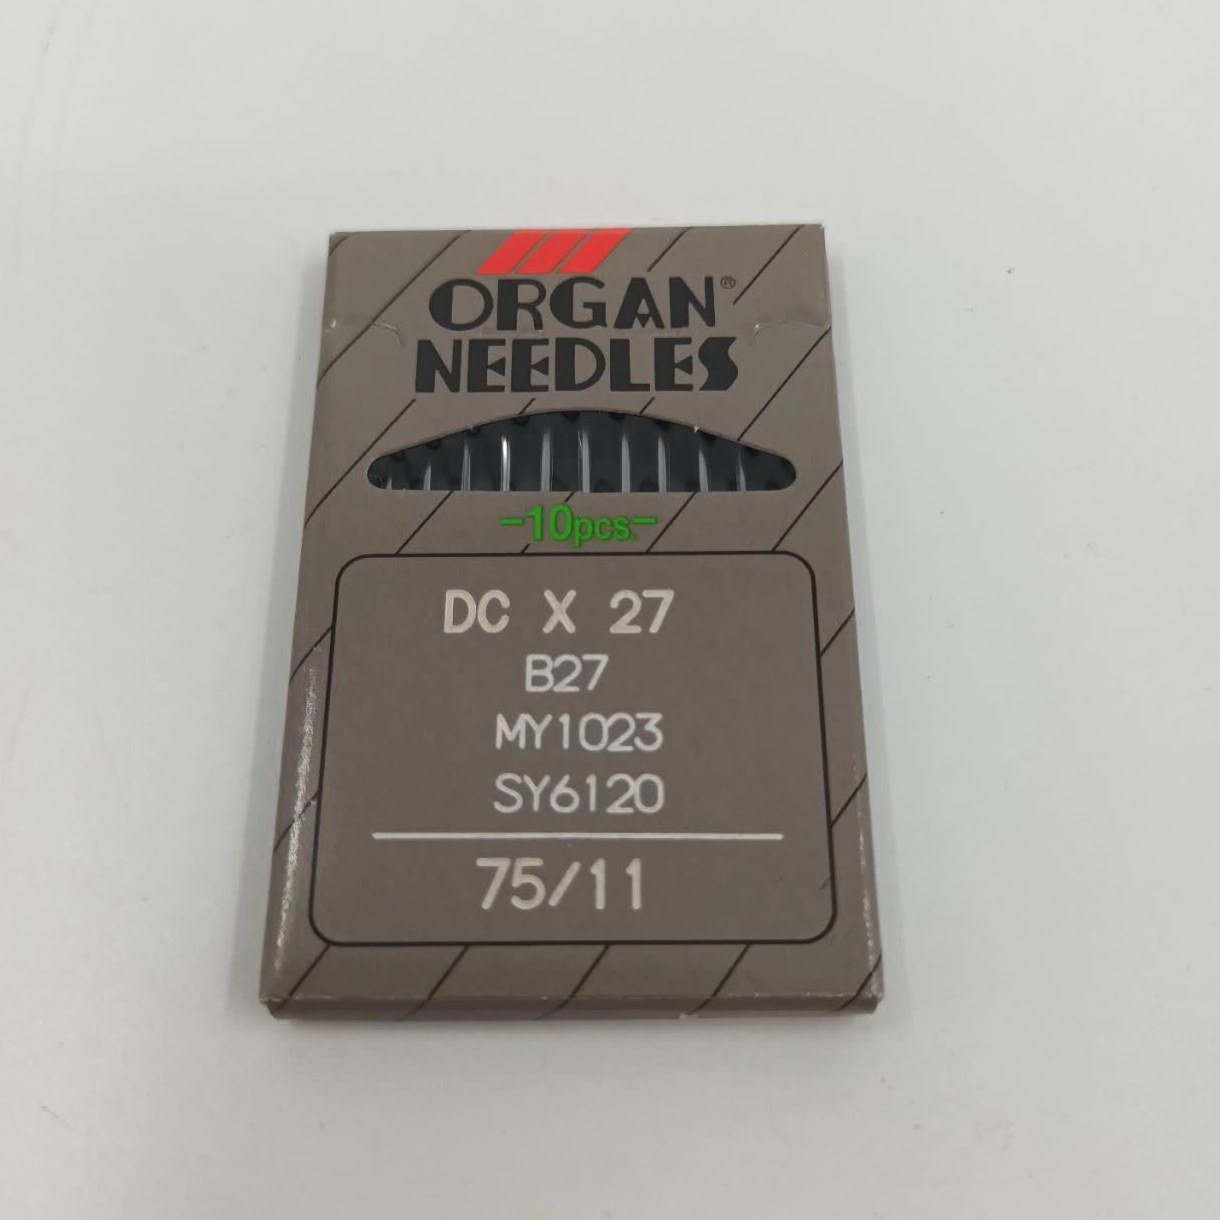 ORGAN®
NEEDLES
-10pcs.-
DC X 27
B27
MY1023
SY6120
75/11